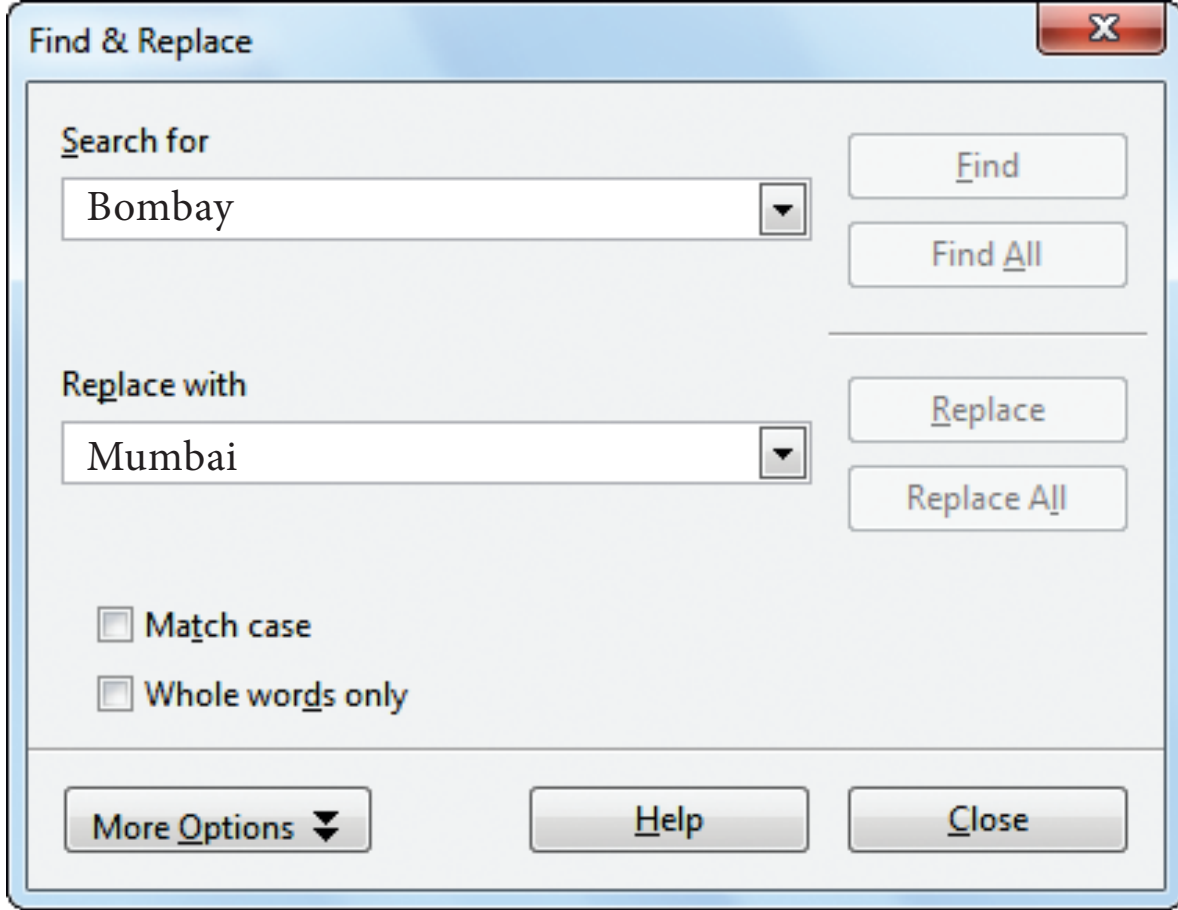 Find & Replace
Search for
Bombay
Find
Find All
Replace with
Mumbai
Replace
Replace All
Match case
Whole words only
More Options
Help
Close